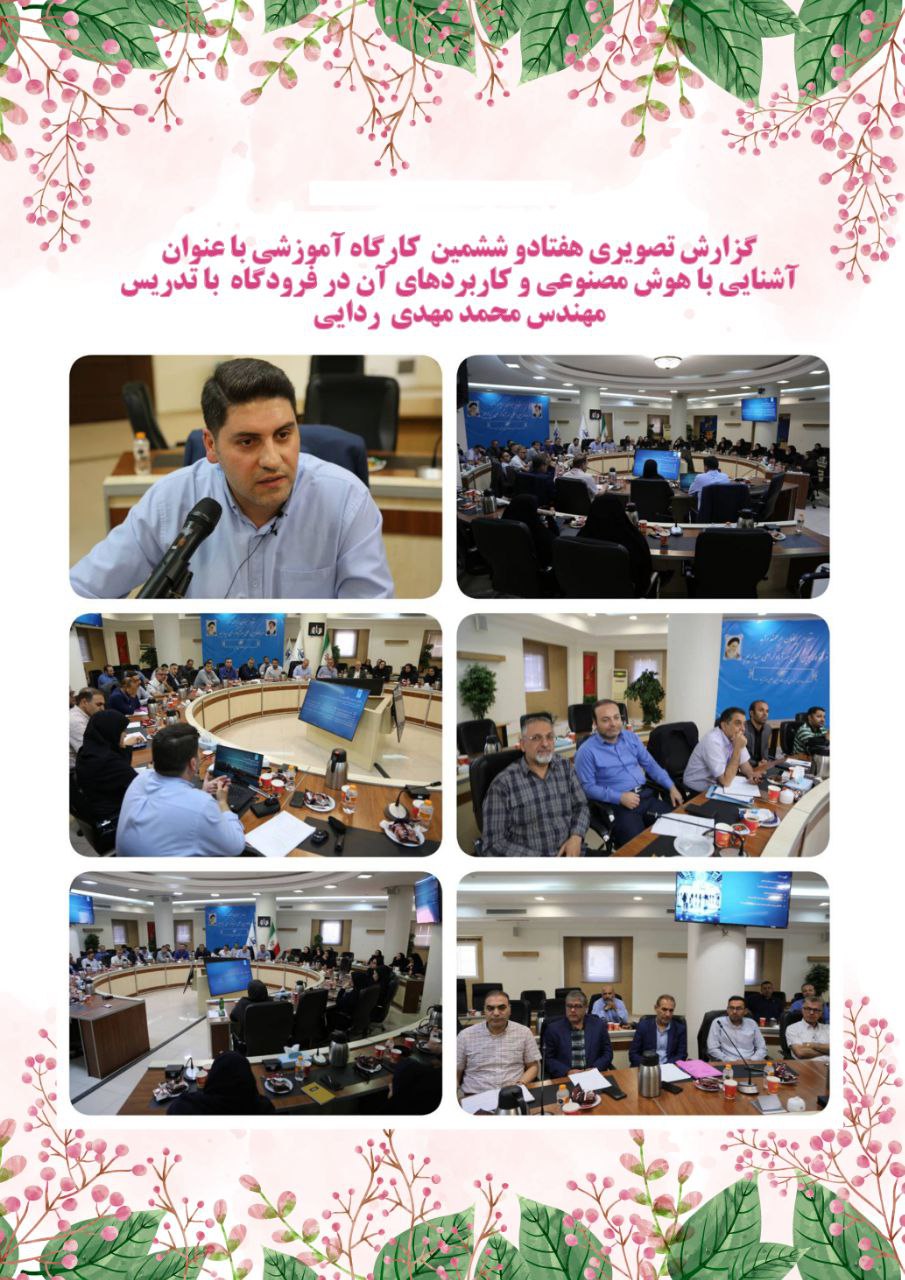 گزارش تصویری هفتادو ششمین کارگاه آموزشی با عنوان
آشنایی با هوش مصنوعی و کاربردهای آن در فرودگاه با تدریس
مهندس محمد مهدی ردایی